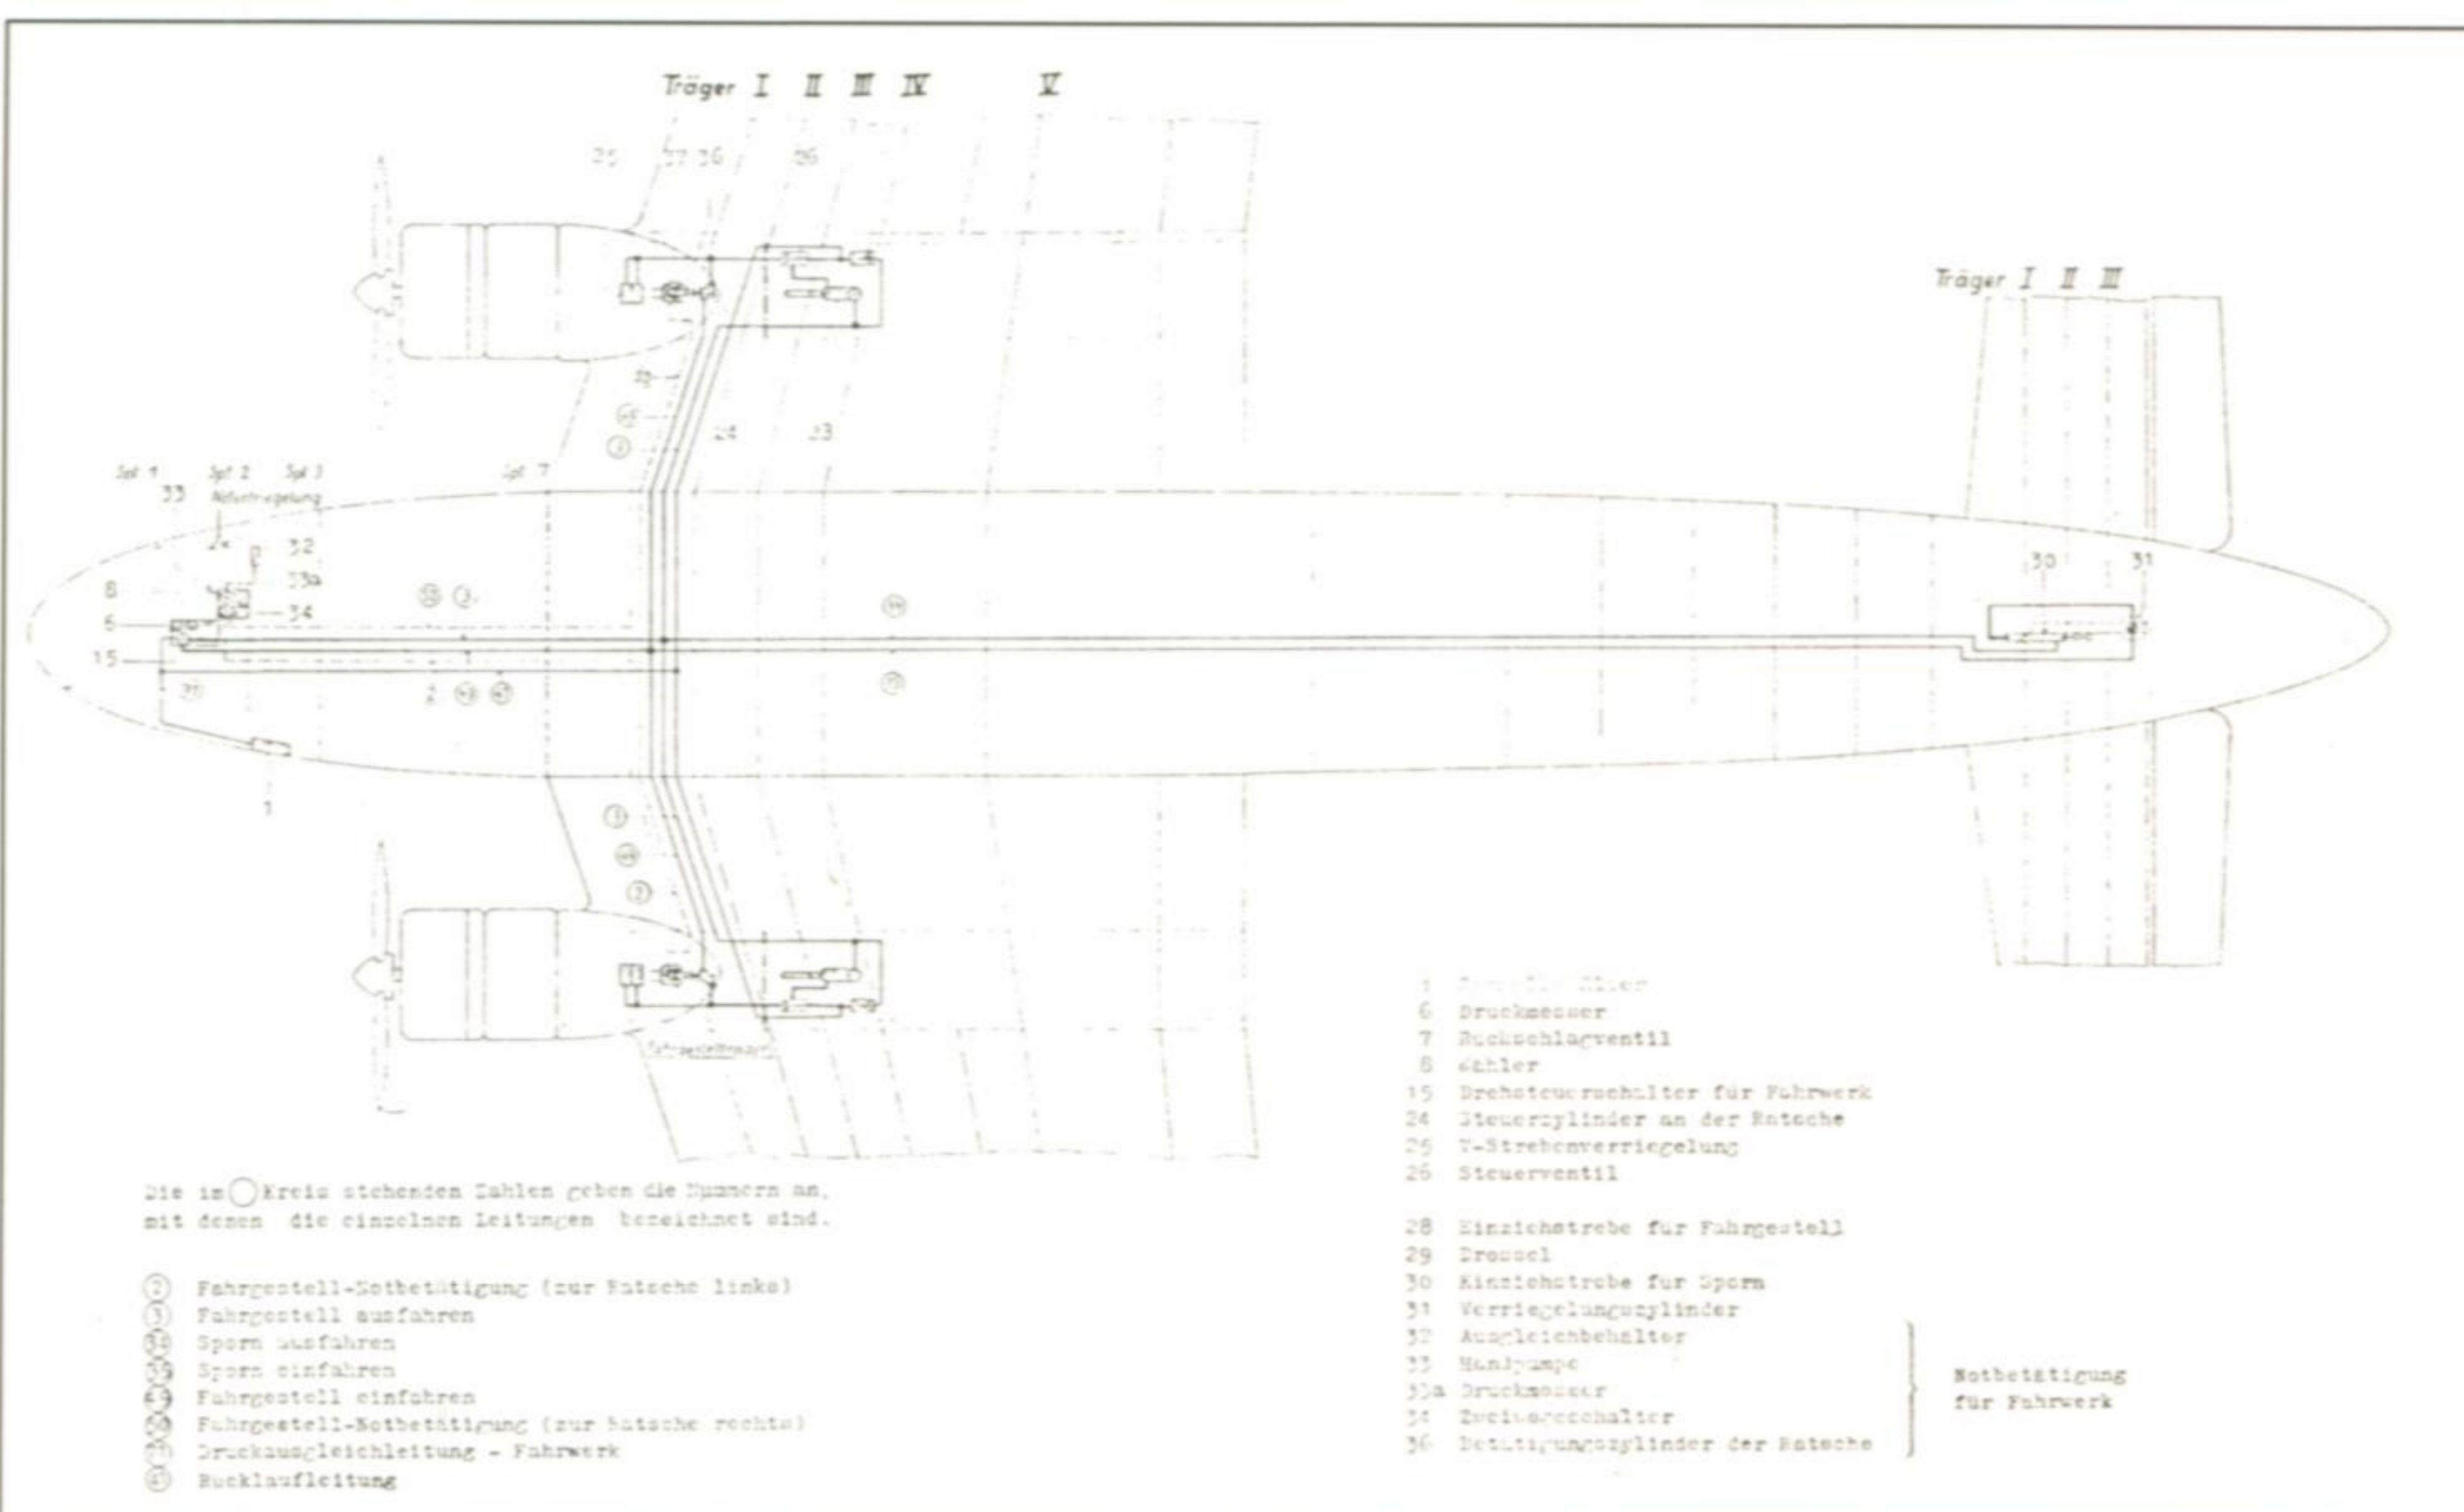 Träger I II III IV V
26
Träger I II III
24 23
Spt 2 Spt 3 Spt 7
33
32
8 33a
6 34
15
30 31
1
3
2
6 Druckmesser
7 Rückschlagventil
8
15 Drehsteuerschalter für Fahrwerk
24 Steuerzylinder an der Ratsche
25 V-Strebenverriegelung
26 Steuerventil
28 Einziehstrebe für Fahrgestell
29 Drossel
30 Einziehstrebe für Sporn
31 Verriegelungszylinder
32 Ausgleichbehälter
33 Handpumpe
33a Druckmesser
34 Zweiwegeschalter
36 Betätigungszylinder der Ratsche
Notbetätigung
für Fahrwerk
Die im Kreis stehenden Zahlen geben die Nummern an,
mit denen die einzelnen Leitungen bezeichnet sind.
2 Fahrgestell-Notbetätigung (zur Ratsche links)
3 Fahrgestell ausfahren
Sporn ausfahren
Sporn einfahren
Fahrgestell einfahren
Fahrgestell-Notbetätigung (zur Ratsche rechts)
Druckausgleichleitung - Fahrwerk
Rücklaufleitung